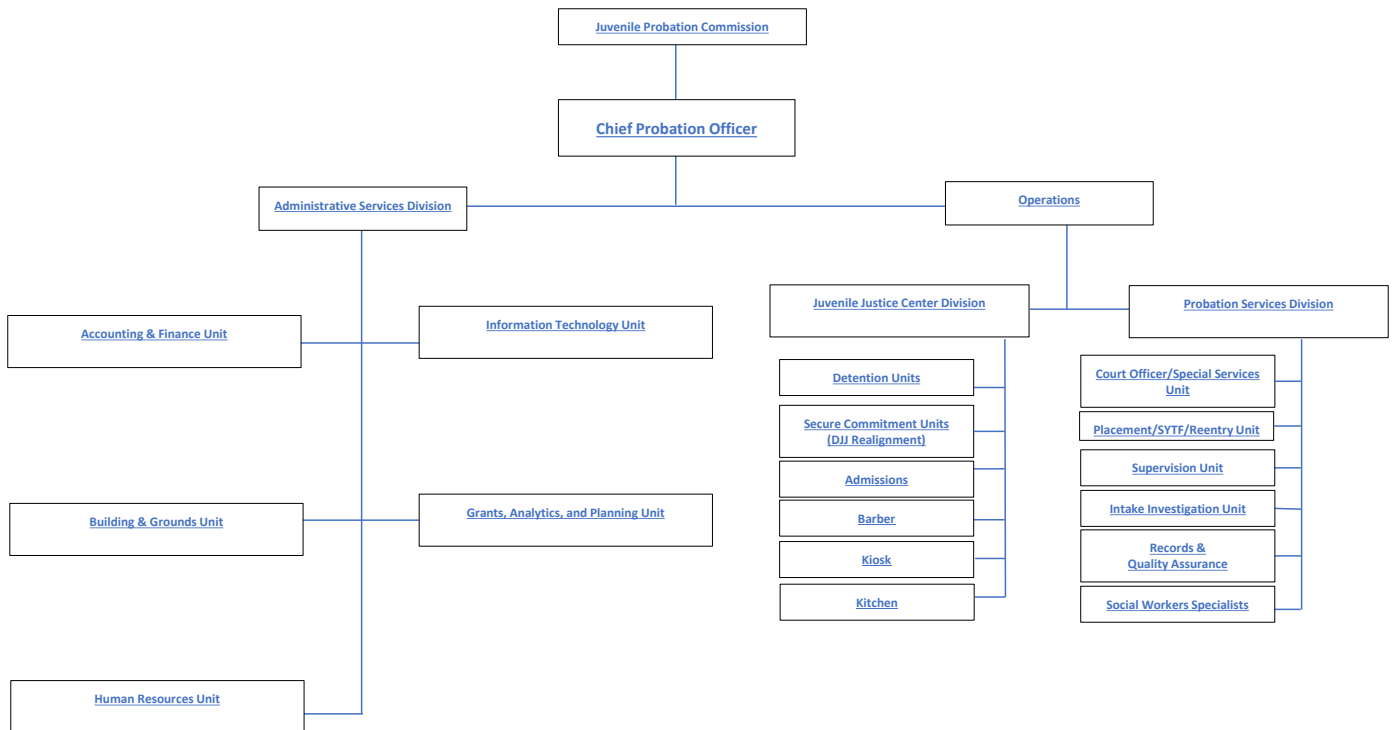 Juvenile Probation Commission
Chief Probation Officer
Administrative Services Division
Operations
Juvenile Justice Center Division
Probation Services Division
Accounting & Finance Unit
Information Technology Unit
Building & Grounds Unit
Grants, Analytics, and Planning Unit
Human Resources Unit
Detention Units
Secure Commitment Units
(DJJ Realignment)
Admissions
Barber
Kiosk
Kitchen
Court Officer/Special Services
Unit
Placement/SYTF/Reentry Unit
Supervision Unit
Intake Investigation Unit
Records &
Quality Assurance
Social Workers Specialists